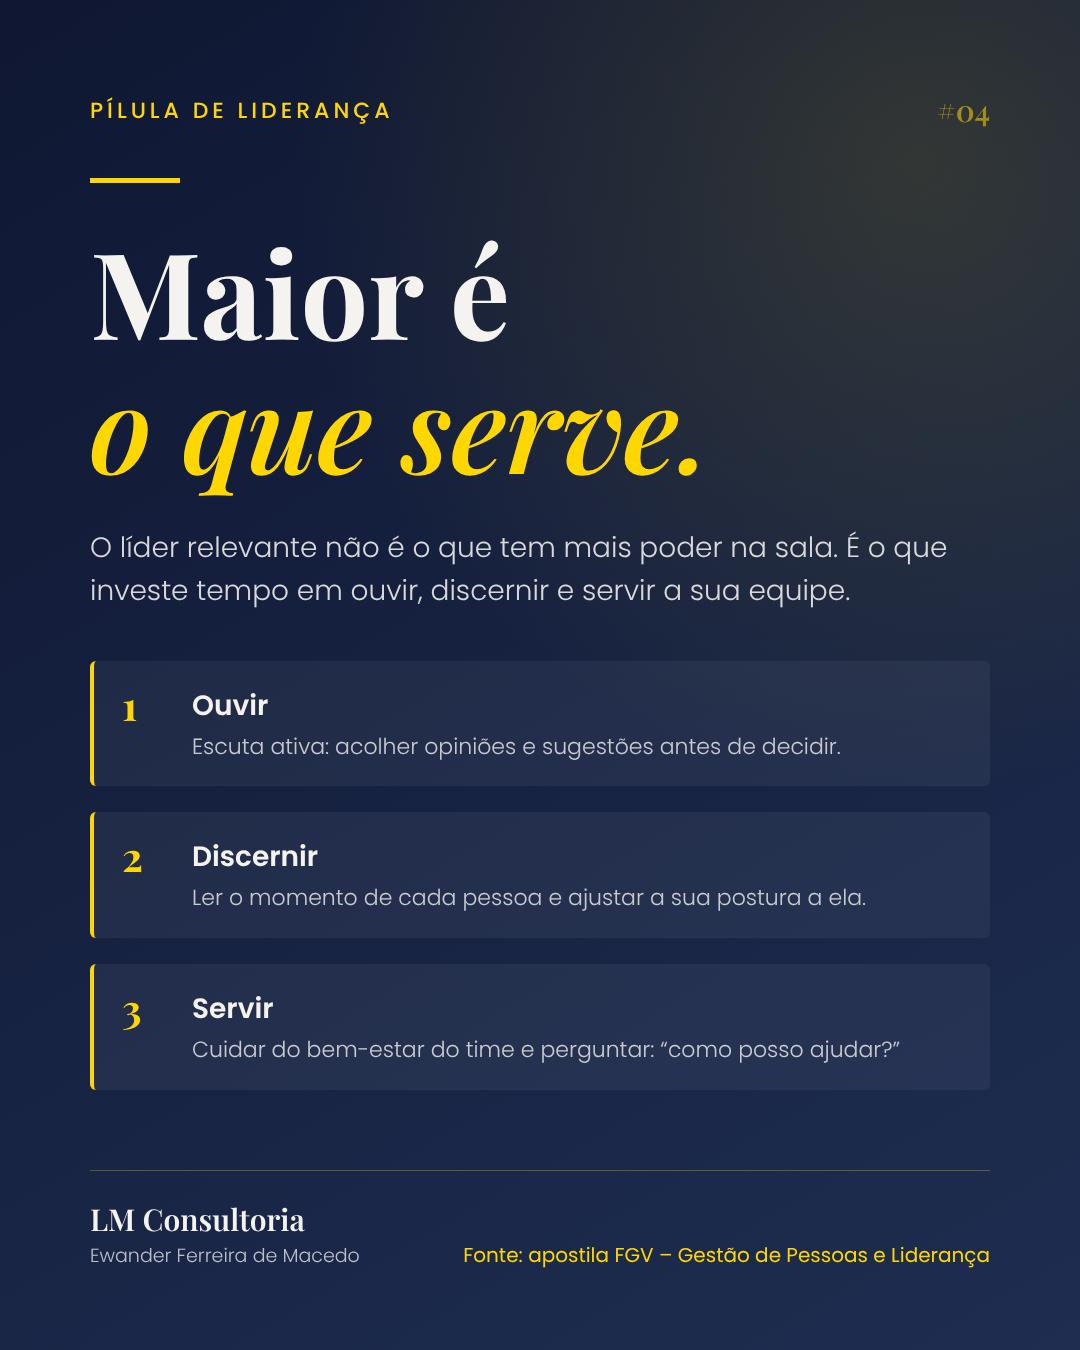 PÍLULA DE LIDERANÇA
#04
Maior é
o que serve.
O líder relevante não é o que tem mais poder na sala. É o que
investe tempo em ouvir, discernir e servir a sua equipe.
1
Ouvir
Escuta ativa: acolher opiniões e sugestões antes de decidir.
2
Discernir
Ler o momento de cada pessoa e ajustar a sua postura a ela.
3
Servir
Cuidar do bem-estar do time e perguntar: “como posso ajudar?”
LM Consultoria
Ewander Ferreira de Macedo
Fonte: apostila FGV – Gestão de Pessoas e Liderança